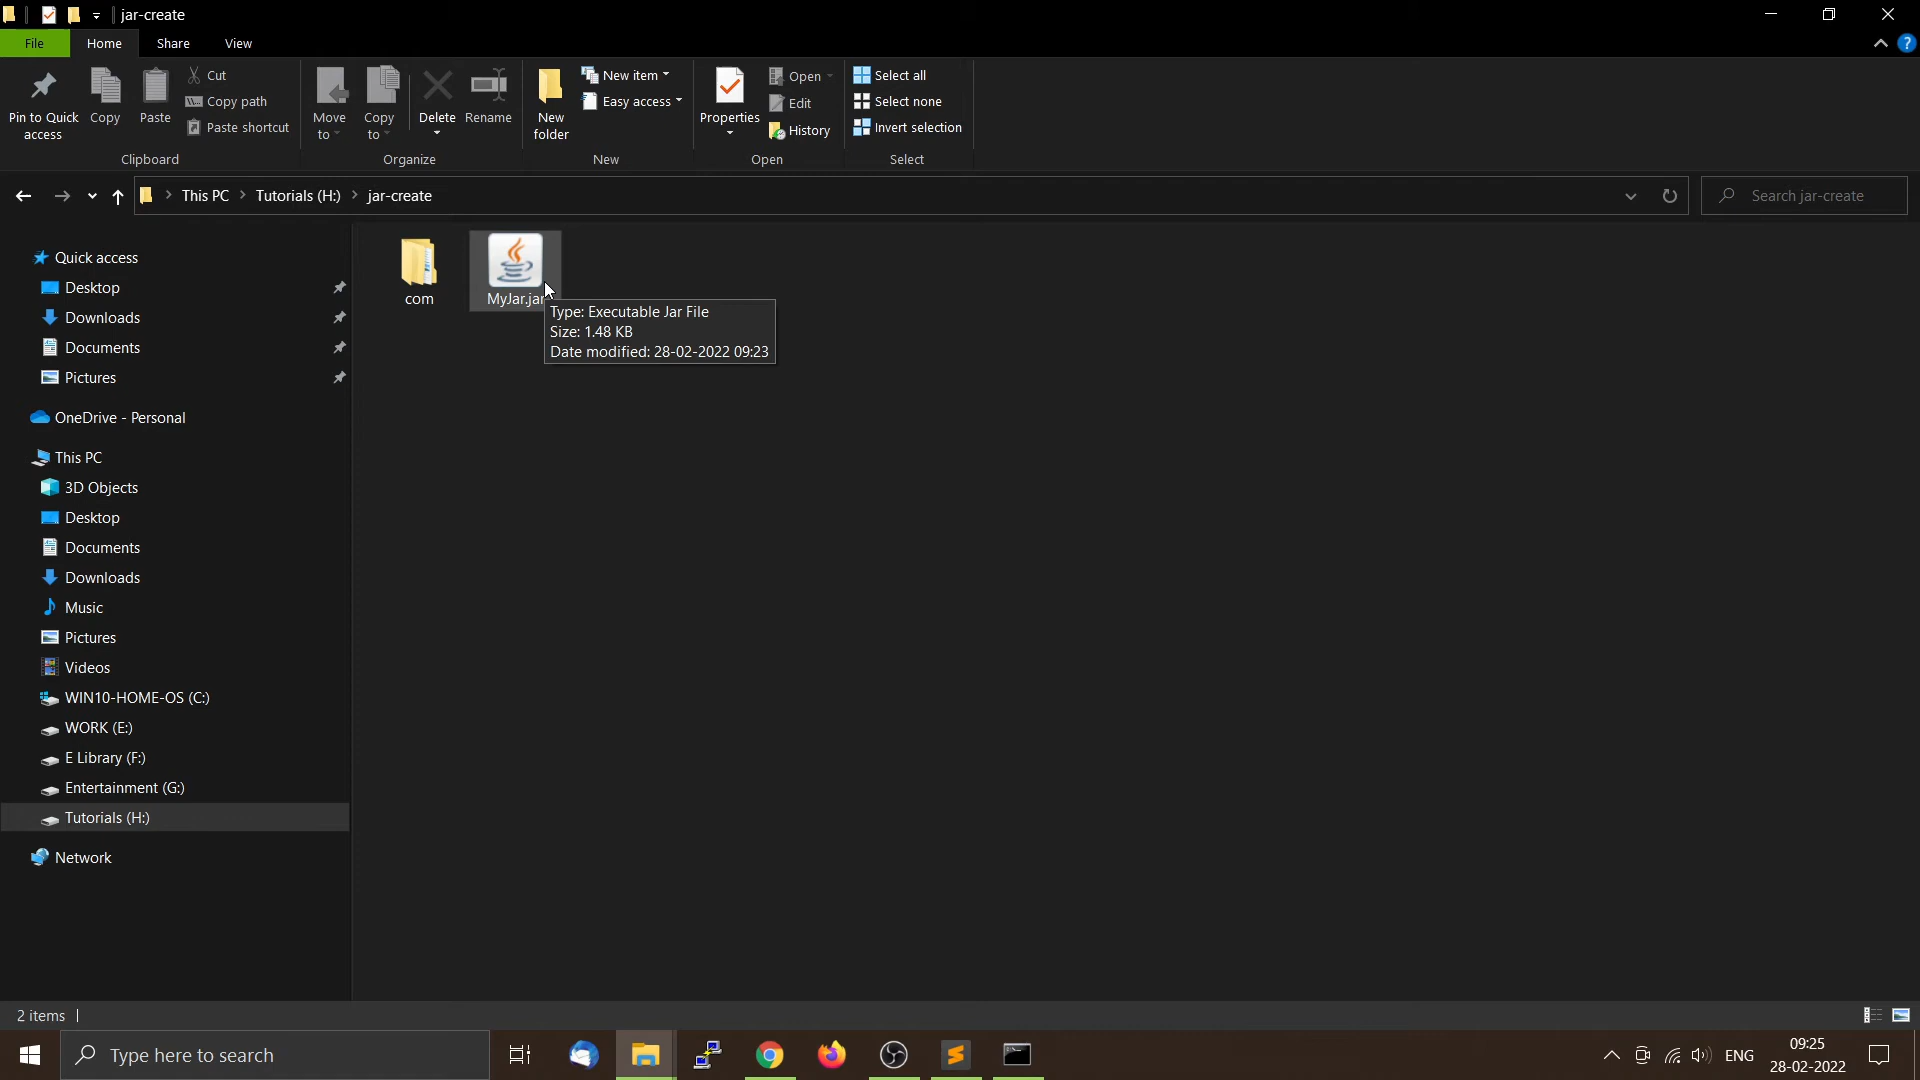 jar-create
File
Home
Share
View
Pin to Quick access
Copy
Paste
Cut
Copy path
Paste shortcut
Clipboard
Move to
Copy to
Delete
Rename
Organize
New folder
New item
Easy access
New
Properties
Open
Edit
History
Open
Select all
Select none
Invert selection
Select
This PC
Tutorials (H:)
jar-create
Search jar-create
Quick access
Desktop
Downloads
Documents
Pictures
OneDrive - Personal
This PC
3D Objects
Desktop
Documents
Downloads
Music
Pictures
Videos
WIN10-HOME-OS (C:)
WORK (E:)
E Library (F:)
Entertainment (G:)
Tutorials (H:)
Network
com
MyJar.jar
Type: Executable Jar File
Size: 1.48 KB
Date modified: 28-02-2022 09:23
2 items
Type here to search
ENG
09:25
28-02-2022